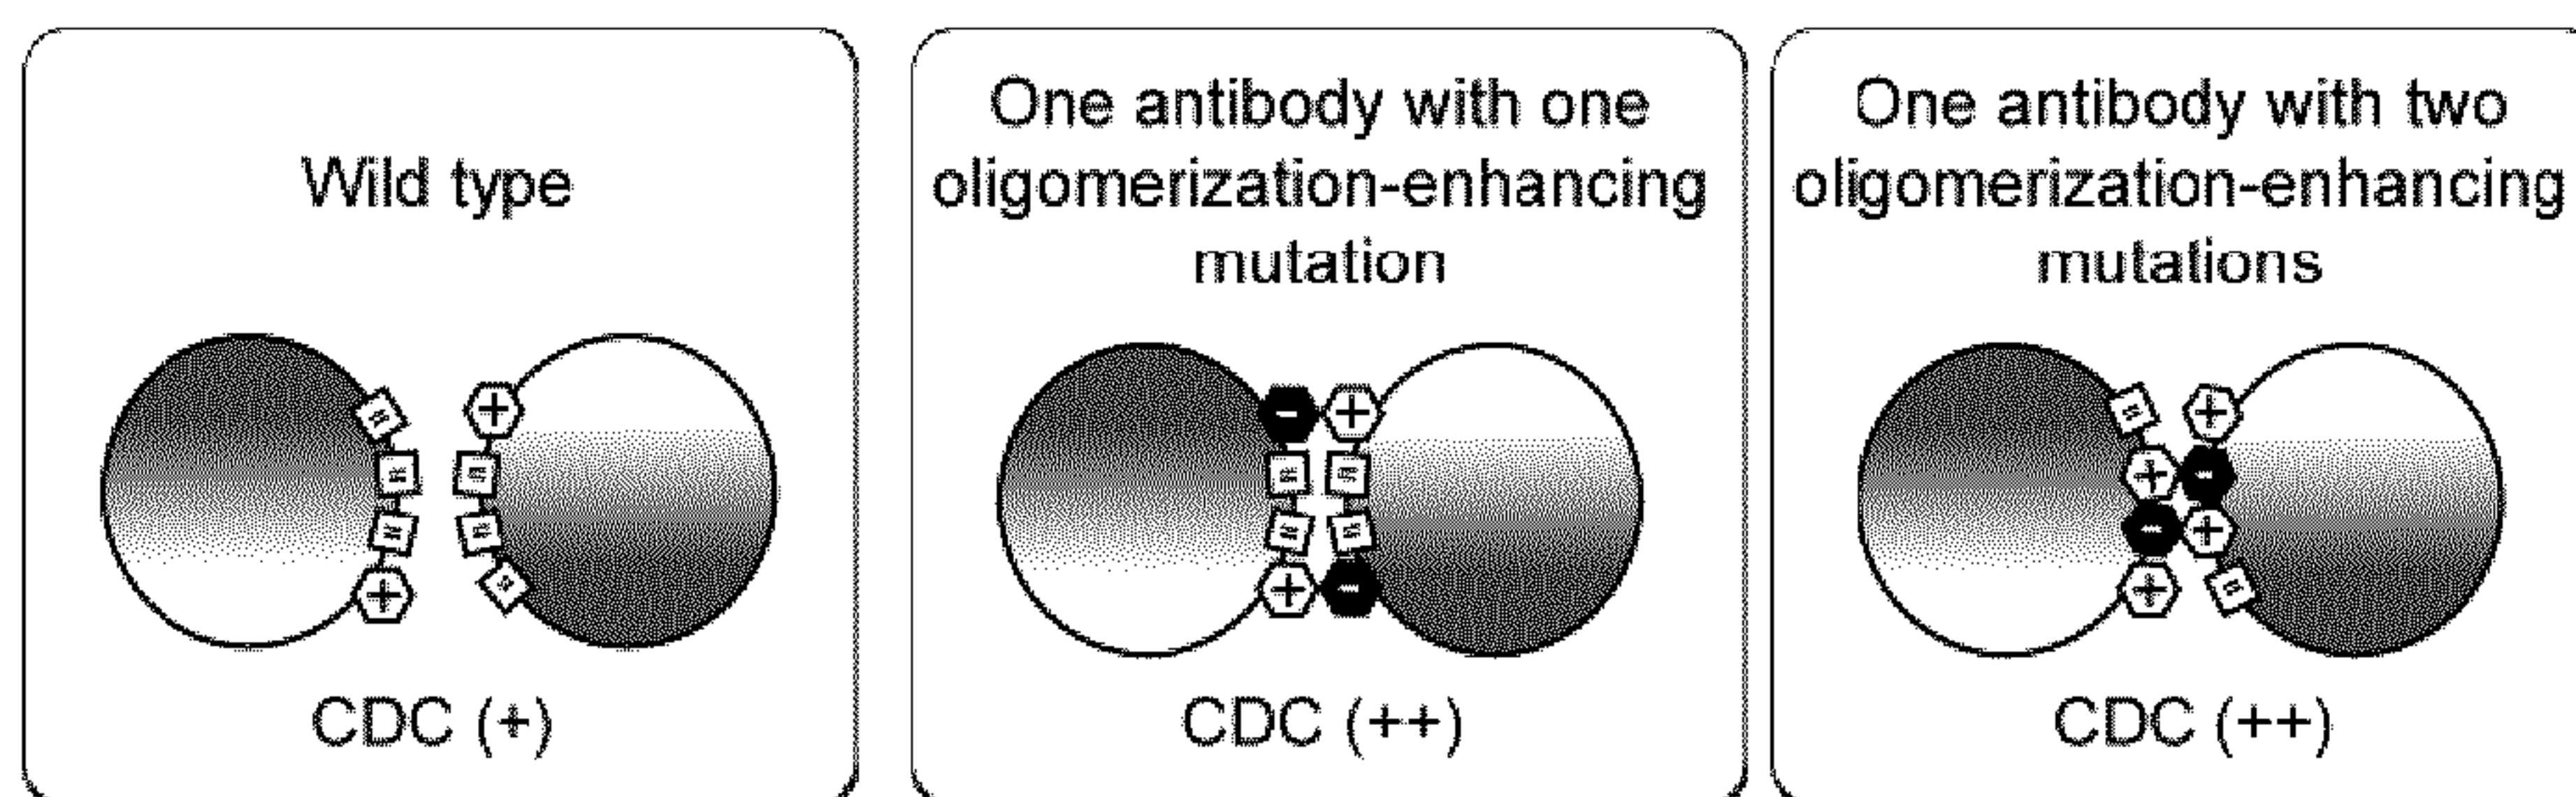 Wild type
CDC (+)
One antibody with one
oligomerization-enhancing
mutation
CDC (++)
One antibody with two
oligomerization-enhancing
mutations
CDC (++)